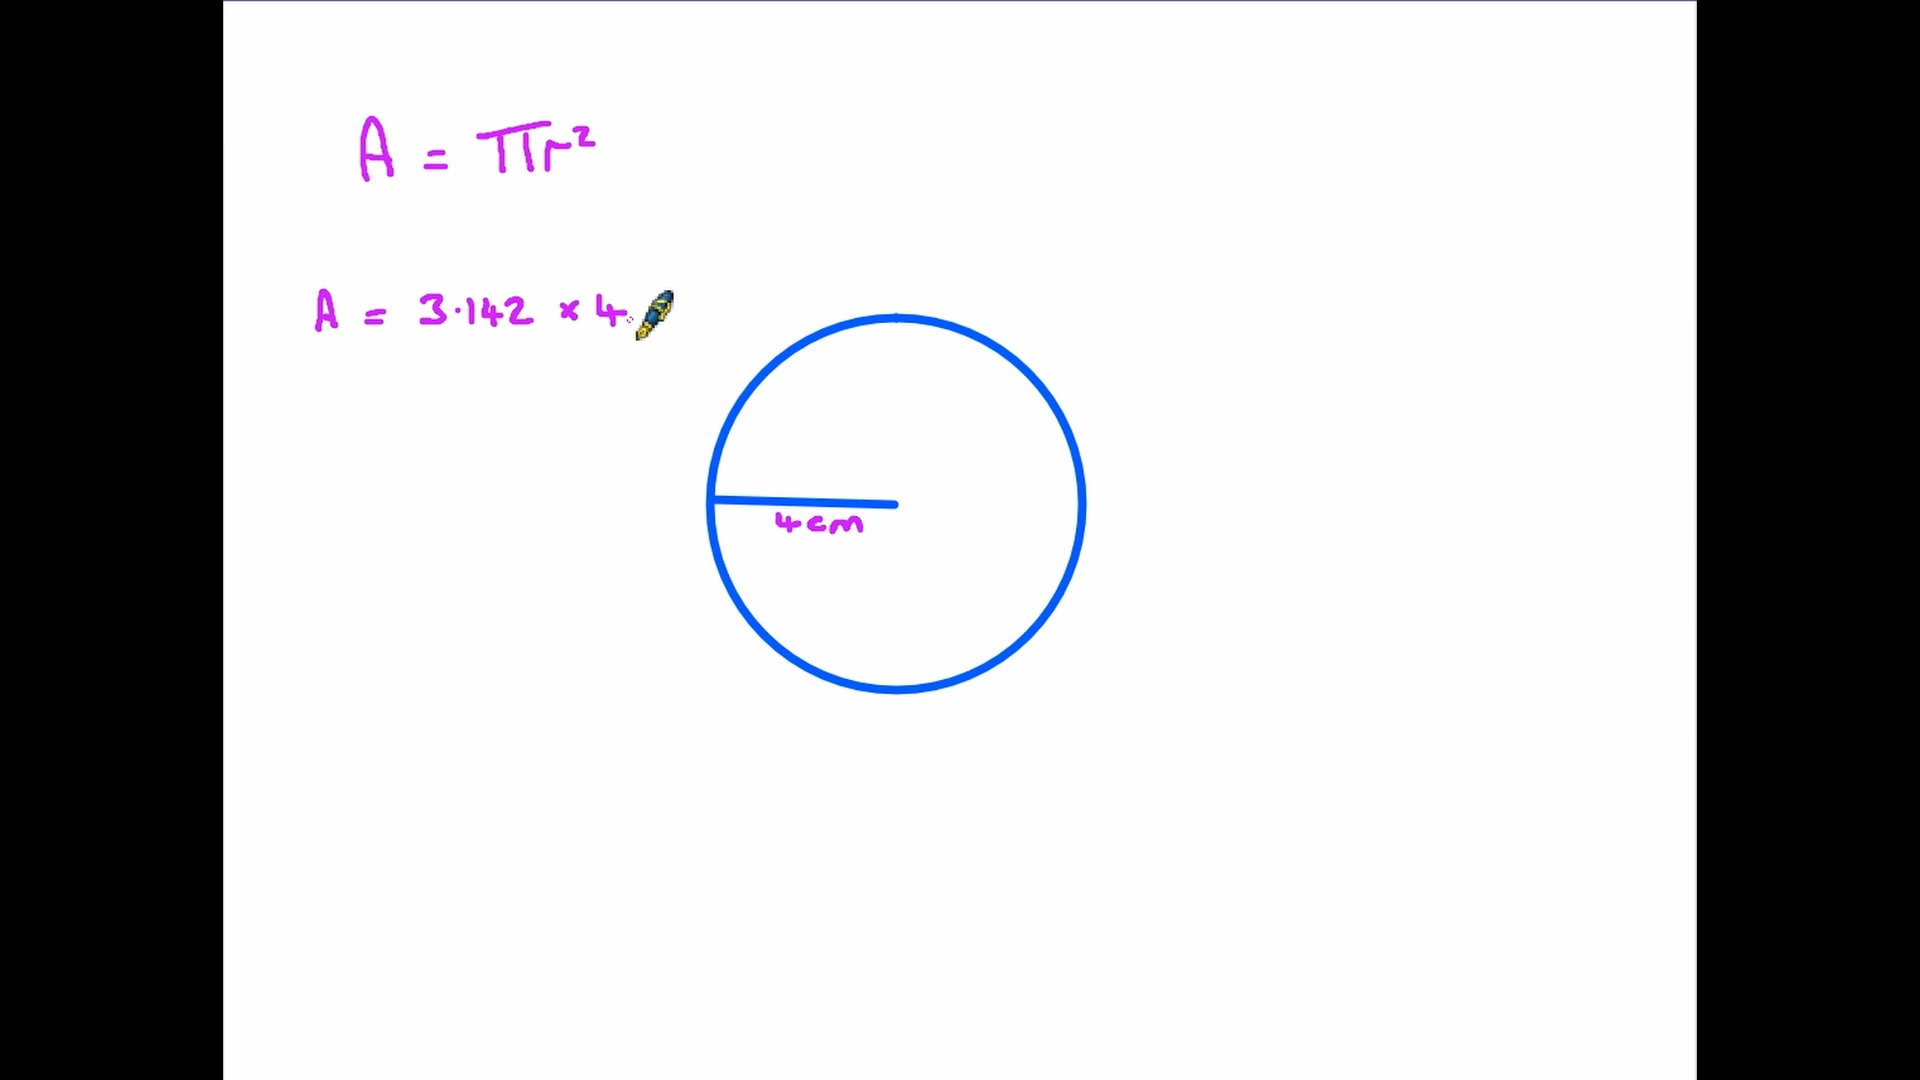 A = πr²
A = 3·142 × 4
4cm